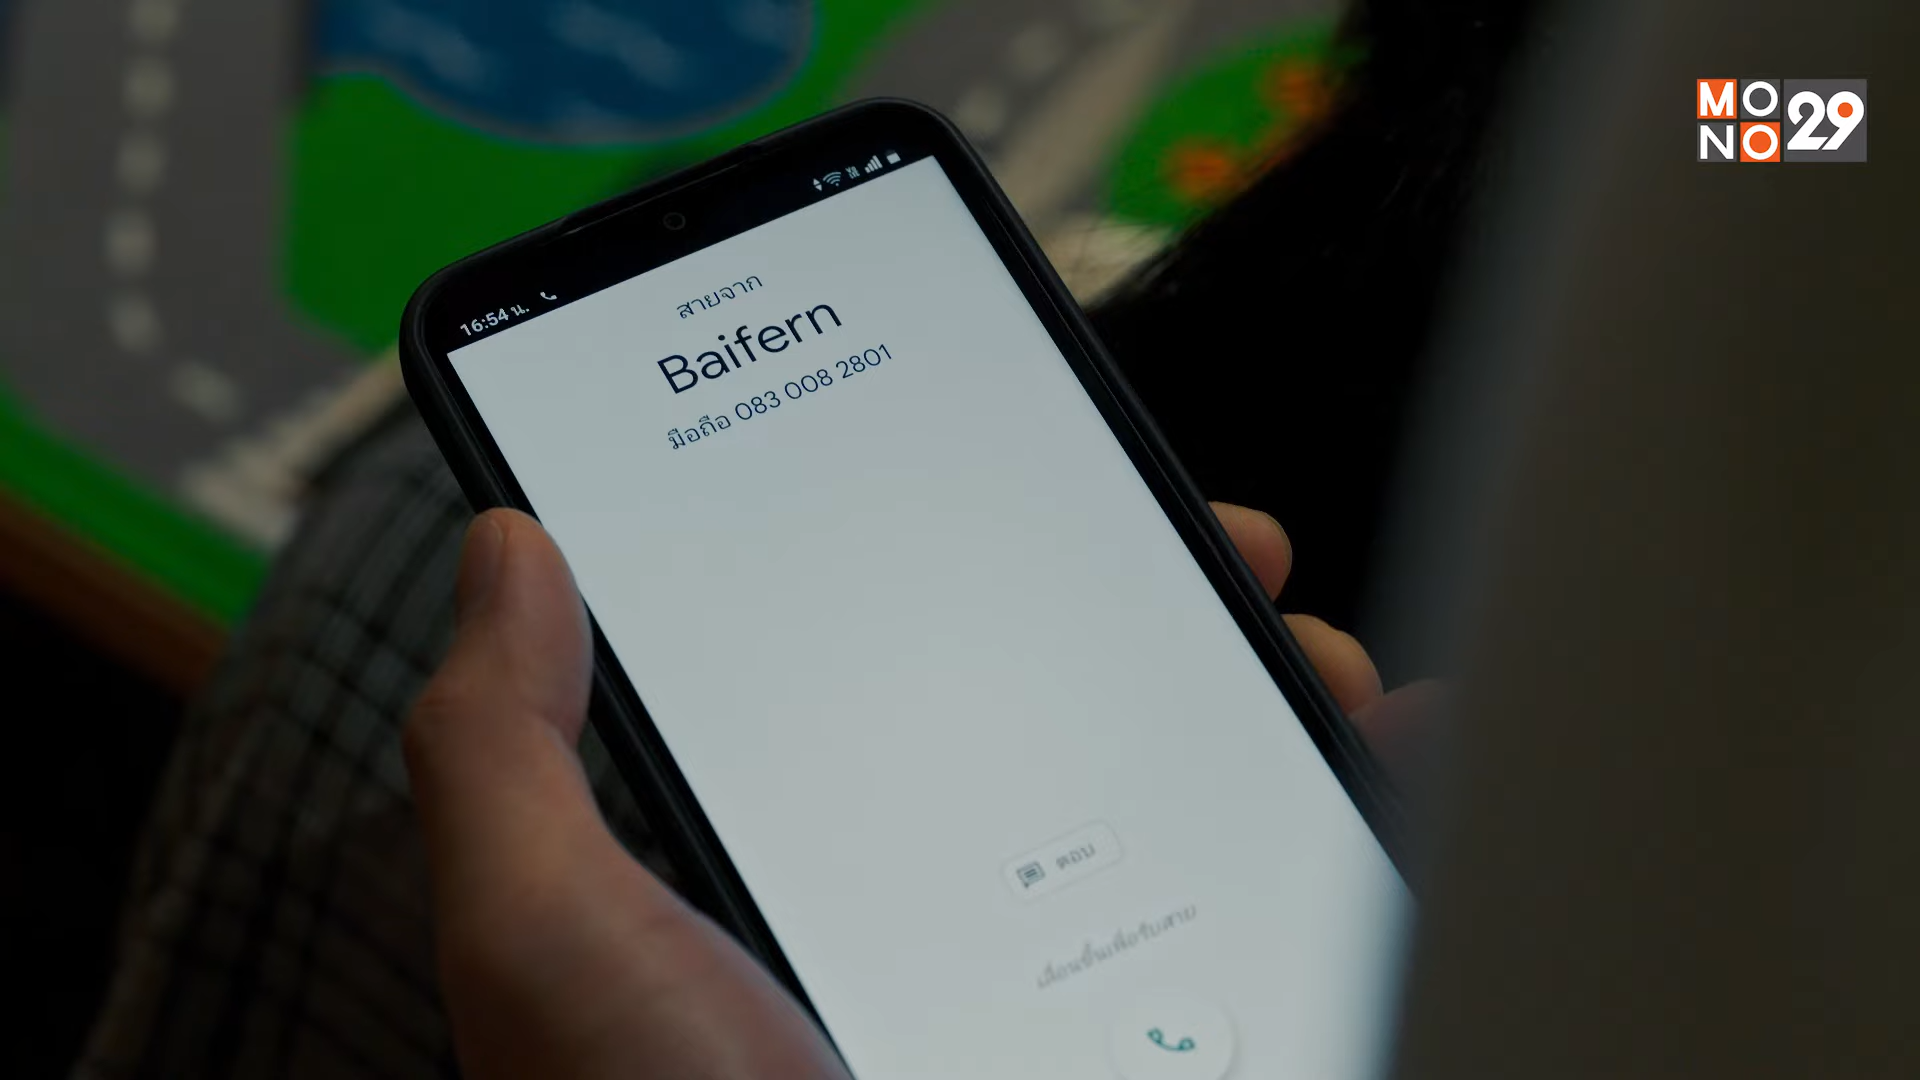 MONO29
16:54 น.
สายจาก
Baifern
มือถือ 083 008 2801
ตอบ
เลื่อนขึ้นเพื่อรับสาย